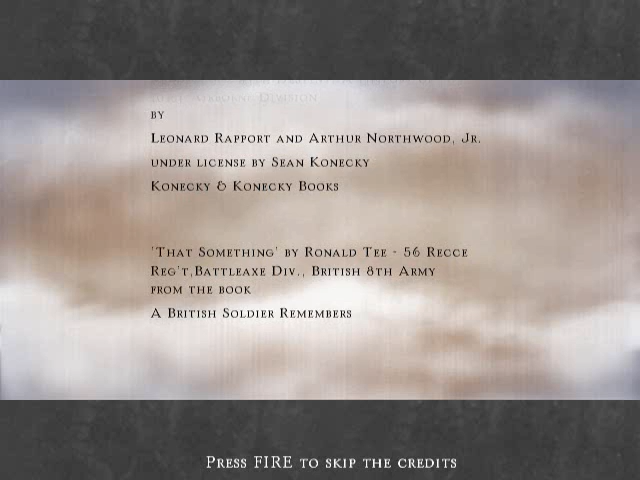 Airborne Division
by
Leonard Rapport and Arthur Northwood, Jr.
under license by Sean Konecky
Konecky & Konecky Books
'That Something' by Ronald Tee - 56 Recce
Reg't,Battleaxe Div., British 8th Army
from the book
A British Soldier Remembers
Press FIRE to skip the credits